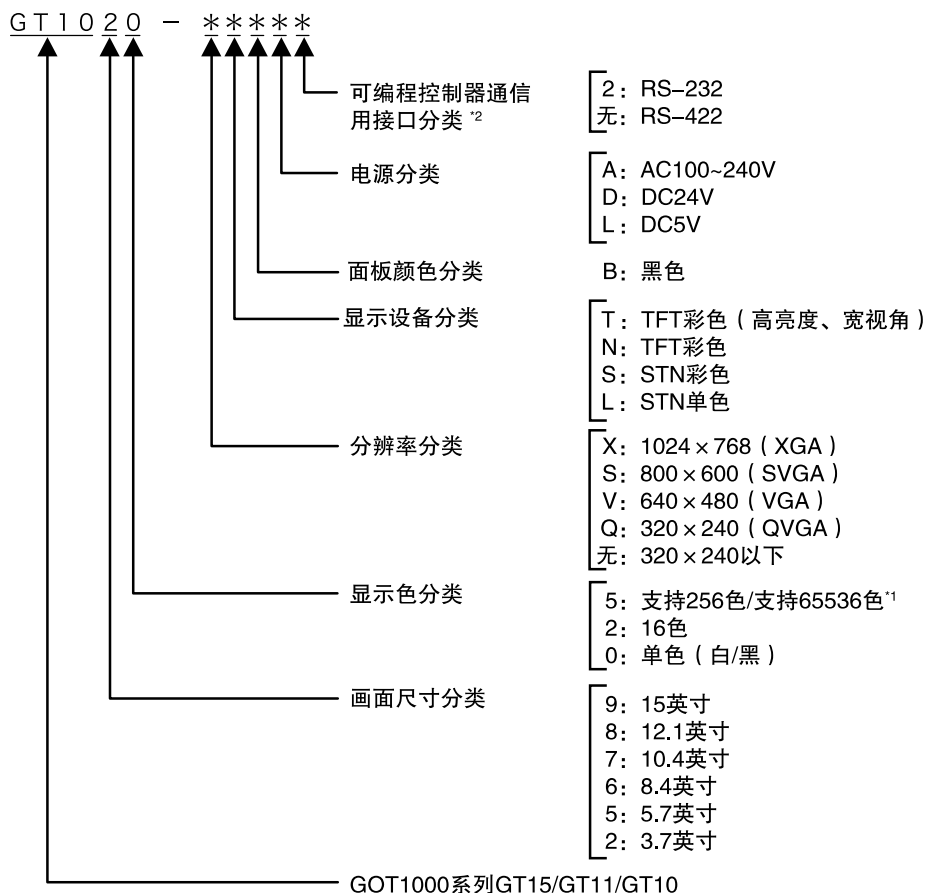 GT1020 - *****
可编程控制器通信
用接口分类 *2
2：RS-232
无：RS-422
电源分类
A：AC100~240V
D：DC24V
L：DC5V
面板颜色分类
B：黑色
显示设备分类
T：TFT彩色（高亮度、宽视角）
N：TFT彩色
S：STN彩色
L：STN单色
分辨率分类
X：1024×768（XGA）
S：800×600（SVGA）
V：640×480（VGA）
Q：320×240（QVGA）
无：320×240以下
显示色分类
5：支持256色/支持65536色*1
2：16色
0：单色（白/黑）
画面尺寸分类
9：15英寸
8：12.1英寸
7：10.4英寸
6：8.4英寸
5：5.7英寸
2：3.7英寸
GOT1000系列GT15/GT11/GT10